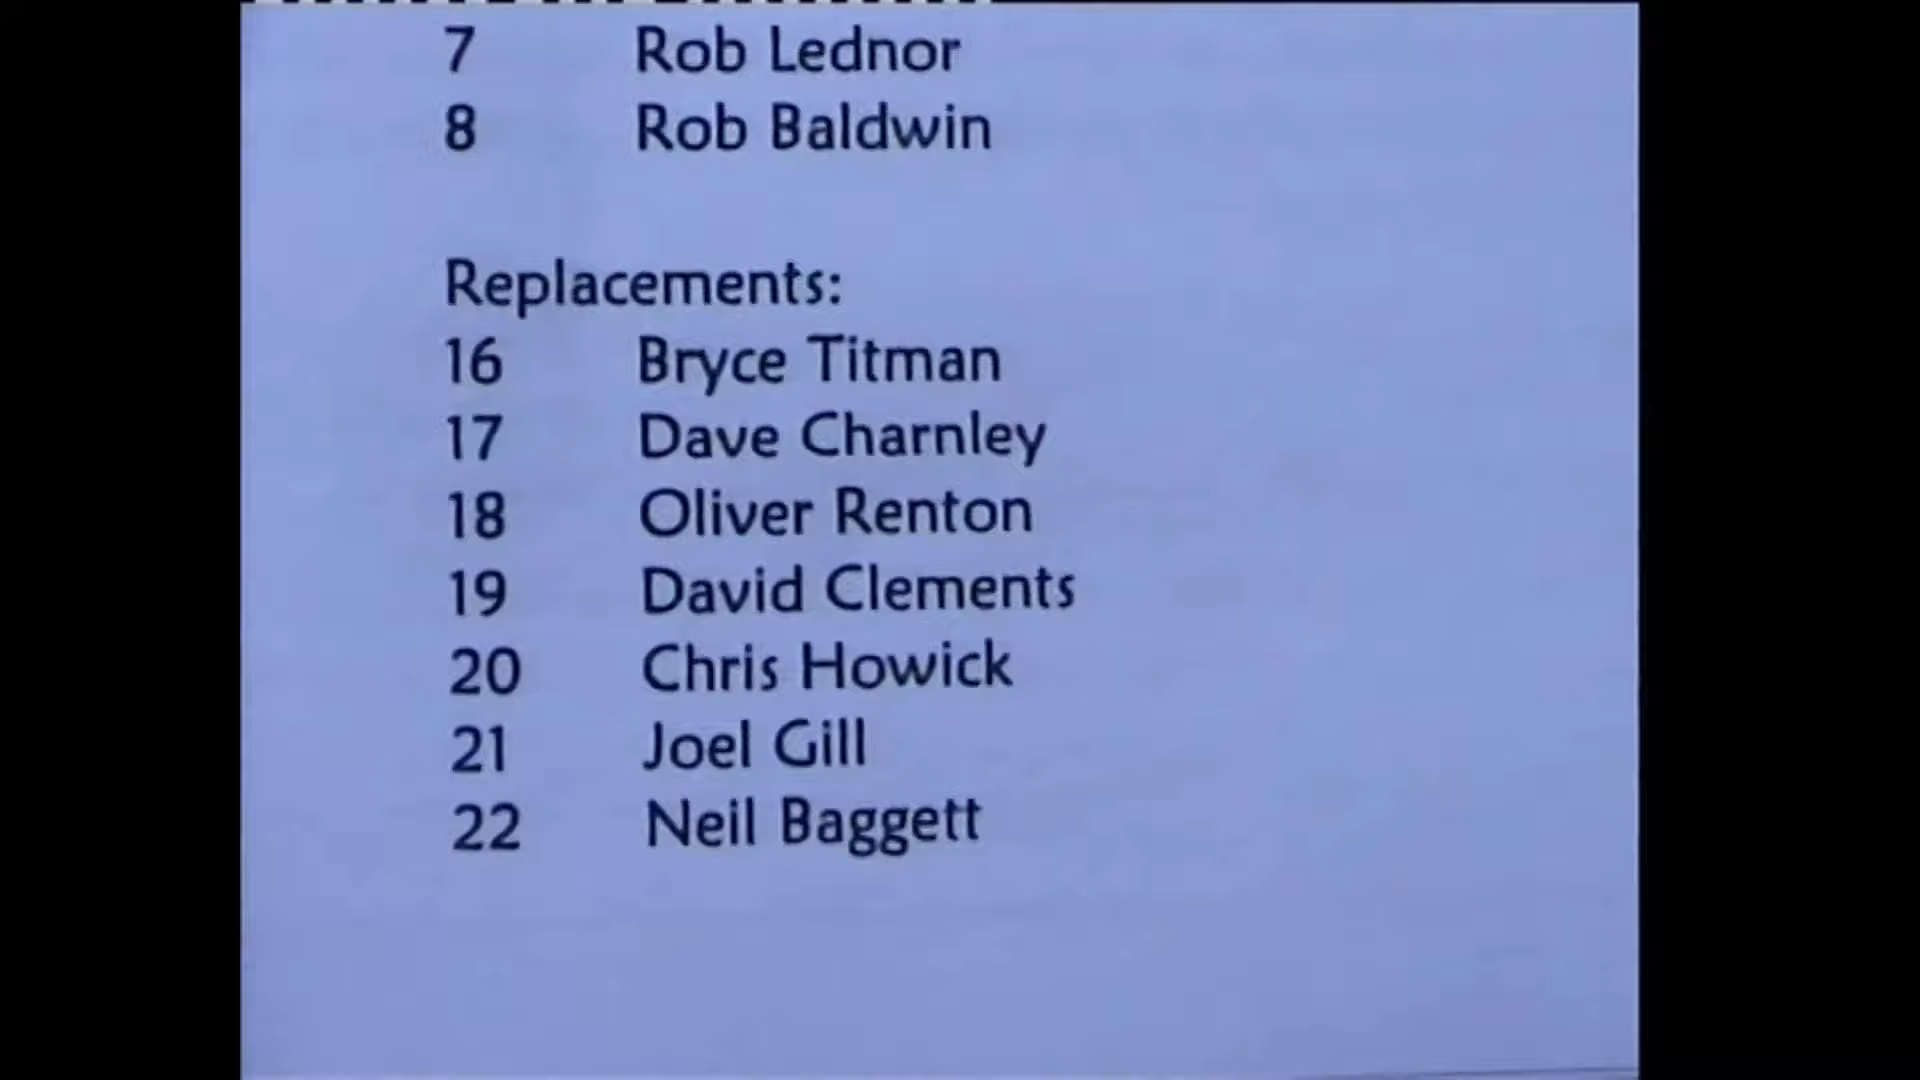 7 Rob Lednor
8 Rob Baldwin
Replacements:
16 Bryce Titman
17 Dave Charnley
18 Oliver Renton
19 David Clements
20 Chris Howick
21 Joel Gill
22 Neil Baggett